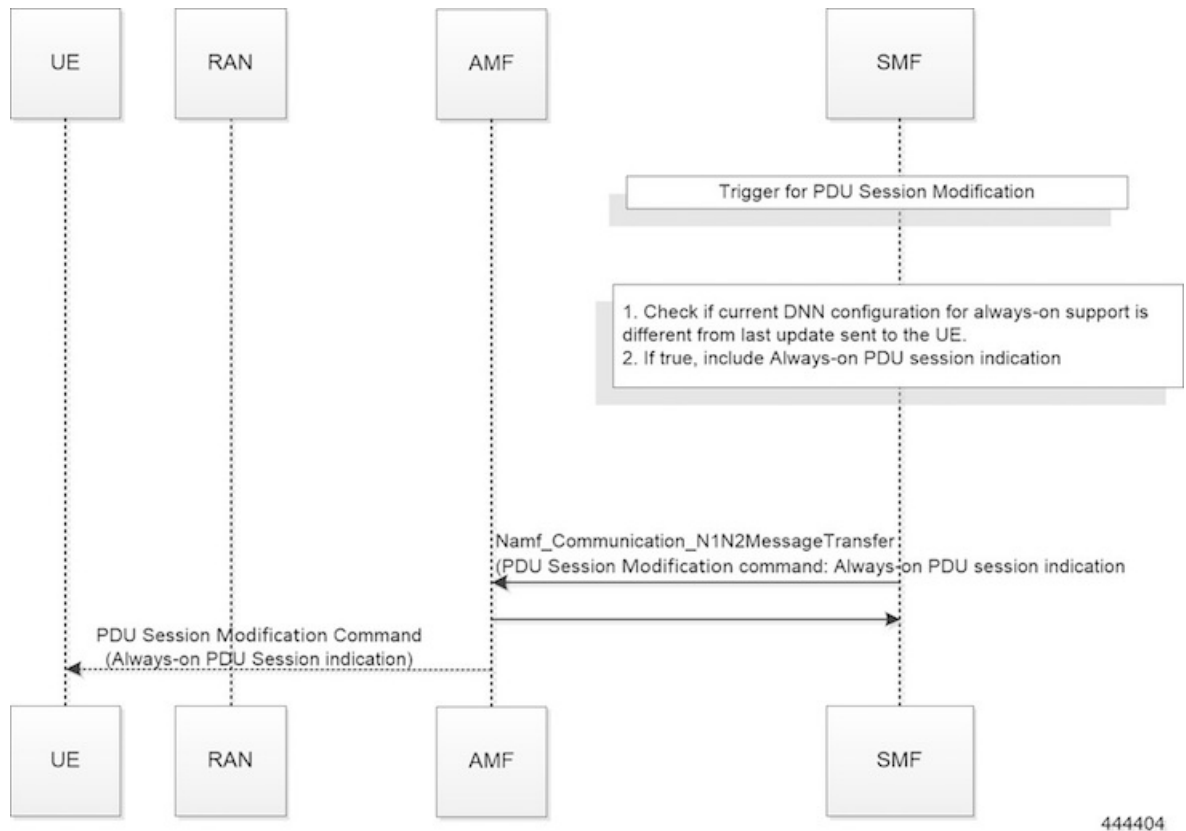 UE
RAN
AMF
SMF
Trigger for PDU Session Modification
1. Check if current DNN configuration for always-on support is
different from last update sent to the UE.
2. If true, include Always-on PDU session indication
Namf_Communication_N1N2MessageTransfer
(PDU Session Modification command: Always-on PDU session indication
PDU Session Modification Command
(Always-on PDU Session indication)
UE
RAN
AMF
SMF
444404